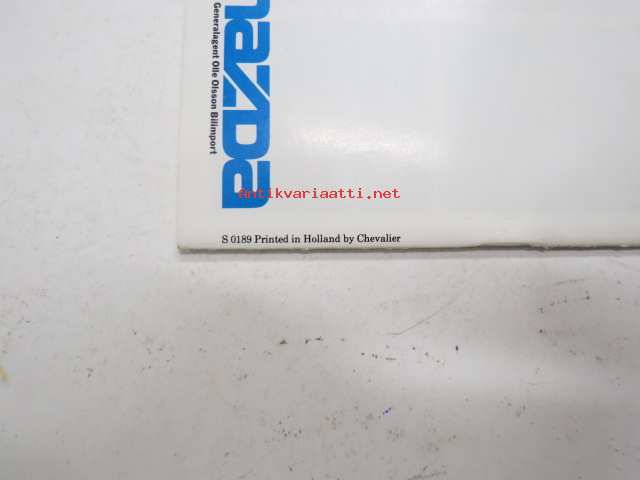 mazda
Generalagent Olle Olsson Bilimport
Antikvariaatti.net
S 0189 Printed in Holland by Chevalier